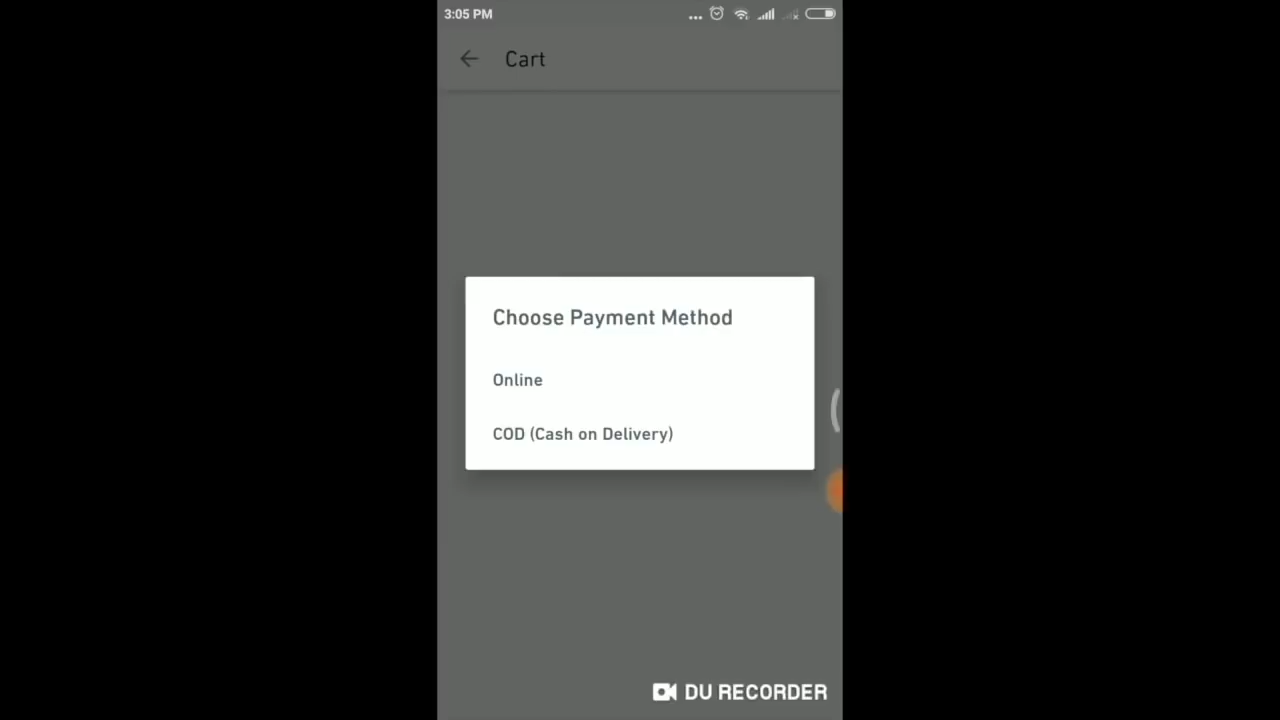 3:05 PM
Cart
Choose Payment Method
Online
COD (Cash on Delivery)
DU RECORDER